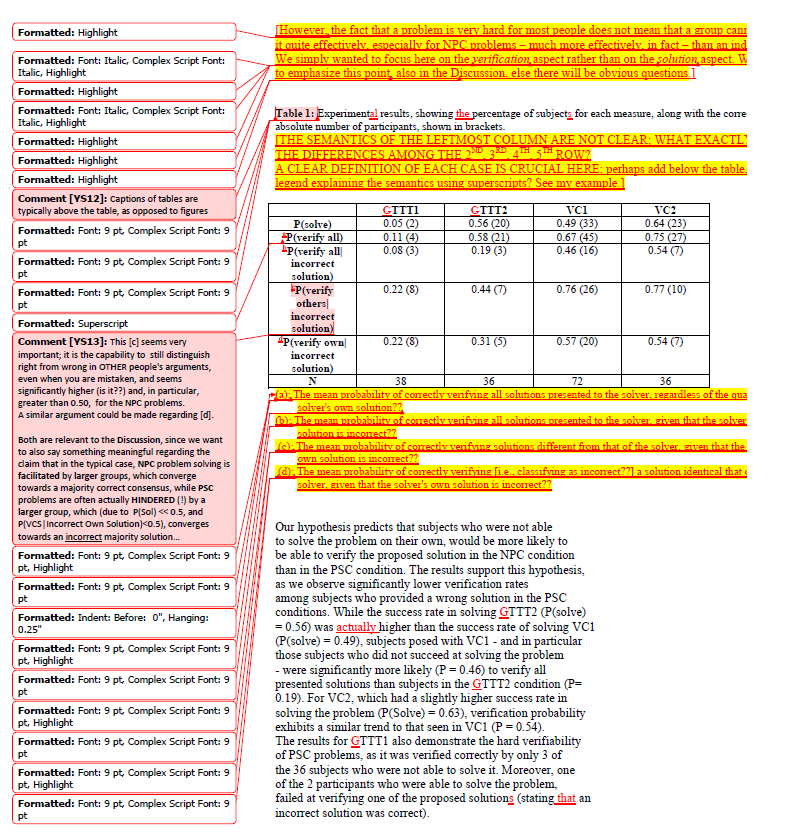 Formatted: Highlight
Formatted: Font: Italic, Complex Script Font:
Italic, Highlight
Formatted: Highlight
Formatted: Font: Italic, Complex Script Font:
Italic, Highlight
Formatted: Highlight
Formatted: Highlight
Formatted: Highlight
Comment [YS12]: Captions of tables are
typically above the table, as opposed to figures
Formatted: Font: 9 pt, Complex Script Font: 9
pt
Formatted: Font: 9 pt, Complex Script Font: 9
pt
Formatted: Font: 9 pt, Complex Script Font: 9
pt
Formatted: Superscript
Comment [YS13]: This [c] seems very
important; it is the capability to still distinguish
right from wrong in OTHER people's arguments,
even when you are mistaken, and seems
significantly higher (is it??) and, in particular,
greater than 0.50, for the NPC problems.
A similar argument could be made regarding [d].
Both are relevant to the Discussion, since we want
to also say something meaningful regarding the
claim that in the typical case, NPC problem solving is
facilitated by larger groups, which converge
towards a majority correct consensus, while PSC
problems are often actually HINDERED (!) by a
larger group, which (due to P(Sol) << 0.5, and
P(VCS|Incorrect Own Solution)<0.5), converges
towards an incorrect majority solution...
Formatted: Font: 9 pt, Complex Script Font: 9
pt, Highlight
Formatted: Font: 9 pt, Complex Script Font: 9
pt
Formatted: Indent: Before: 0", Hanging:
0.25"
Formatted: Font: 9 pt, Complex Script Font: 9
pt, Highlight
Formatted: Font: 9 pt, Complex Script Font: 9
pt
Formatted: Font: 9 pt, Complex Script Font: 9
pt, Highlight
Formatted: Font: 9 pt, Complex Script Font: 9
pt
Formatted: Font: 9 pt, Complex Script Font: 9
pt, Highlight
Formatted: Font: 9 pt, Complex Script Font: 9
pt
[However, the fact that a problem is very hard for most people does not mean that a group
it quite effectively, especially for NPC problems – much more effectively, in fact – than an
We simply wanted to focus here on the verification aspect rather than on the solution aspect.
to emphasize this point, also in the Discussion, else there will be obvious questions.]
Table 1: Experimental results, showing the percentage of subjects for each measure, along with the
absolute number of participants, shown in brackets.
[THE SEMANTICS OF THE LEFTMOST COLUMN ARE NOT CLEAR; WHAT
THE DIFFERENCES AMONG THE 2ND, 3RD, 4TH, 5TH ROW?
A CLEAR DEFINITION OF EACH CASE IS CRUCIAL HERE; perhaps add below the table,
legend explaining the semantics using superscripts? See my example.]
GTTT1 GTTT2 VC1 VC2
P(solve) 0.05 (2) 0.56 (20) 0.49 (33) 0.64 (23)
aP(verify all) 0.11 (4) 0.58 (21) 0.67 (45) 0.75 (27)
bP(verify all| 0.08 (3) 0.19 (3) 0.46 (16) 0.54 (7)
incorrect
solution)
P(verify 0.22 (8) 0.44 (7) 0.76 (26) 0.77 (10)
others|
incorrect
solution)
dP(verify own| 0.22 (8) 0.31 (5) 0.57 (20) 0.54 (7)
incorrect
solution)
N 38 36 72 36
(a): The mean probability of correctly verifying all solutions presented to the solver, regardless of the
solver's own solution??
(b): The mean probability of correctly verifying all solutions presented to the solver, given that the solver
solution is incorrect??
(c): The mean probability of correctly verifying solutions different from that of the solver, given that the
own solution is incorrect??
(d): The mean probability of correctly verifying [i.e., classifying as incorrect??] a solution identical that
solver, given that the solver's own solution is incorrect??
Our hypothesis predicts that subjects who were not able
to solve the problem on their own, would be more likely to
be able to verify the proposed solution in the NPC condition
than in the PSC condition. The results support this hypothesis,
as we observe significantly lower verification rates
among subjects who provided a wrong solution in the PSC
conditions. While the success rate in solving GTTT2 (P(solve)
= 0.56) was actually higher than the success rate of solving VC1
(P(solve) = 0.49), subjects posed with VC1 - and in particular
those subjects who did not succeed at solving the problem
- were significantly more likely (P = 0.46) to verify all
presented solutions than subjects in the GTTT2 condition (P=
0.19). For VC2, which had a slightly higher success rate in
solving the problem (P(Solve) = 0.63), verification probability
exhibits a similar trend to that seen in VC1 (P = 0.54).
The results for GTTT1 also demonstrate the hard verifiability
of PSC problems, as it was verified correctly by only 3 of
the 36 subjects who were not able to solve it. Moreover, one
of the 2 participants who were able to solve the problem,
failed at verifying one of the proposed solutions (stating that an
incorrect solution was correct).